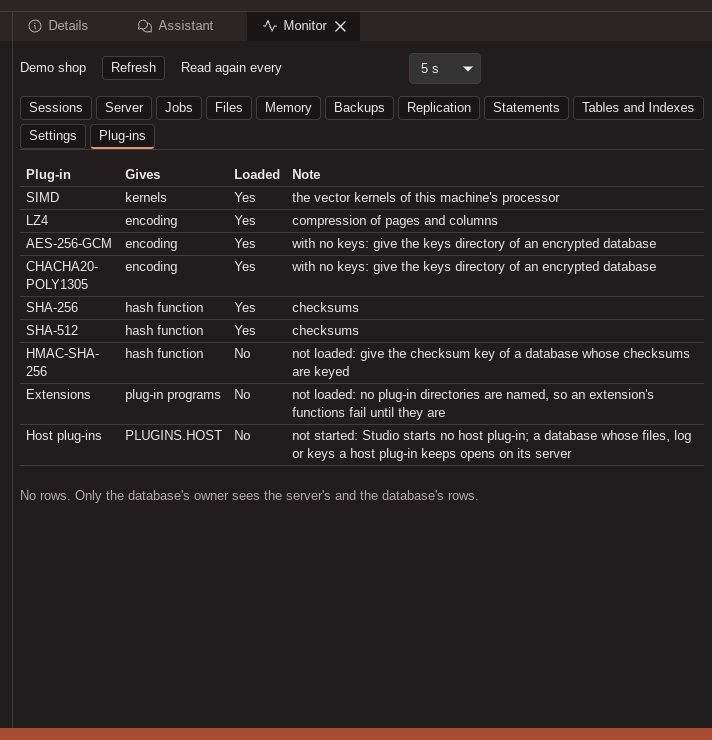 Details Assistant Monitor
Demo shop Refresh Read again every 5 s
Sessions Server Jobs Files Memory Backups Replication Statements Tables and Indexes
Settings Plug-ins
Plug-in Gives Loaded Note
SIMD kernels Yes the vector kernels of this machine's processor
LZ4 encoding Yes compression of pages and columns
AES-256-GCM encoding Yes with no keys: give the keys directory of an encrypted database
CHACHA20- encoding Yes with no keys: give the keys directory of an encrypted database
POLY1305
SHA-256 hash function Yes checksums
SHA-512 hash function Yes checksums
HMAC-SHA- hash function No not loaded: give the checksum key of a database whose checksums
256 are keyed
Extensions plug-in programs No not loaded: no plug-in directories are named, so an extension's
functions fail until they are
Host plug-ins PLUGINS.HOST No not started: Studio starts no host plug-in; a database whose files, log
or keys a host plug-in keeps opens on its server
No rows. Only the database's owner sees the server's and the database's rows.